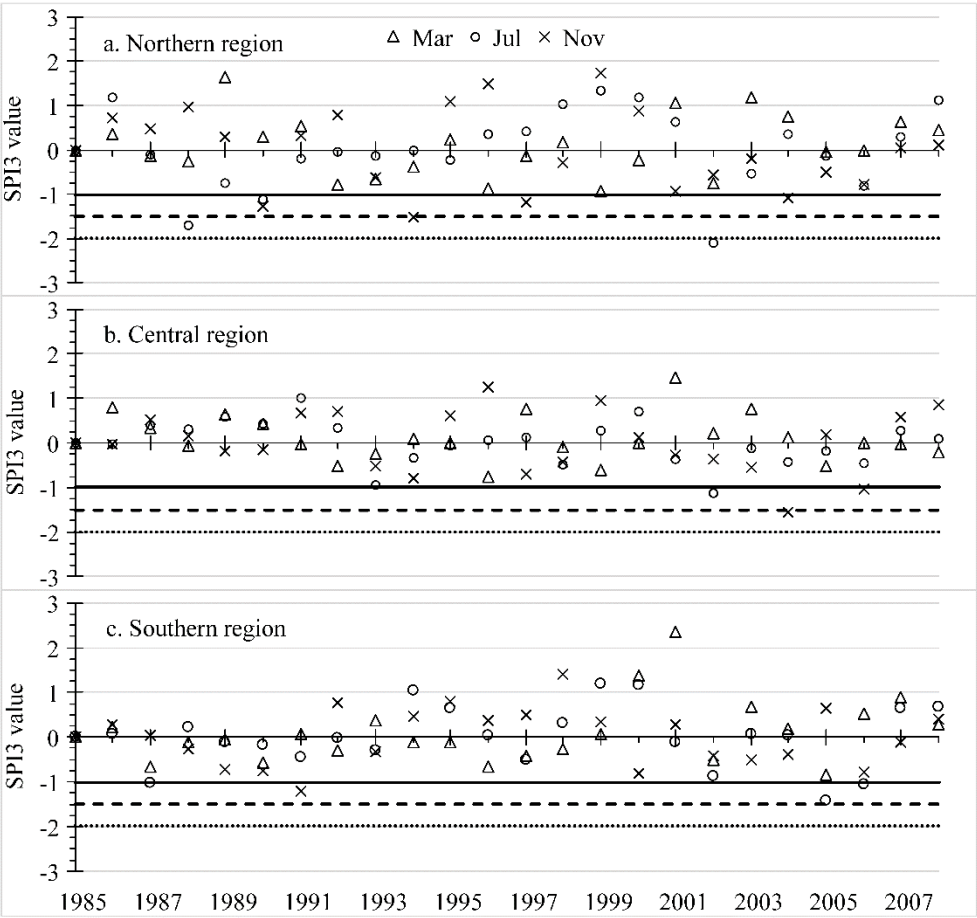 3
a. Northern region
Mar Jul Nov
2
1
0
-1
-2
-3
SPI3 value
3
b. Central region
2
1
0
-1
-2
-3
SPI3 value
3
c. Southern region
2
1
0
-1
-2
-3
SPI3 value
1985 1987 1989 1991 1993 1995 1997 1999 2001 2003 2005 2007